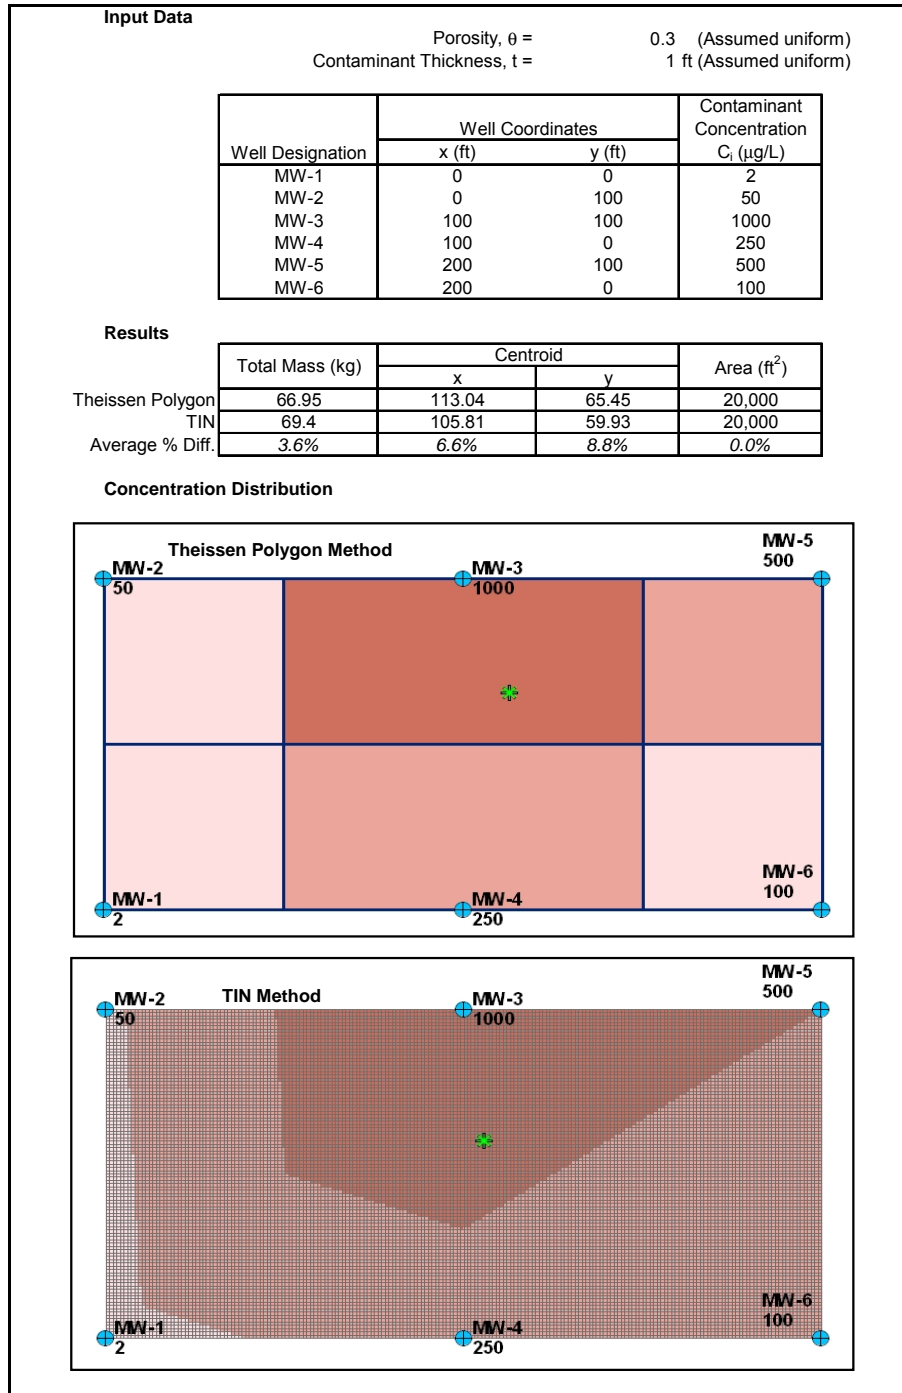 Input Data
Porosity, θ = 0.3 (Assumed uniform)
Contaminant Thickness, t = 1 ft (Assumed uniform)
Well Designation Well Coordinates Contaminant Concentration Cᵢ (μg/L)
x (ft) y (ft)
MW-1 0 0 2
MW-2 0 100 50
MW-3 100 100 1000
MW-4 100 0 250
MW-5 200 100 500
MW-6 200 0 100
Results
Total Mass (kg) Centroid Area (ft²)
x y
Theissen Polygon 66.95 113.04 65.45 20,000
TIN 69.4 105.81 59.93 20,000
Average % Diff. 3.6% 6.6% 8.8% 0.0%
Concentration Distribution
Theissen Polygon Method
MW-5
500
MW-2
50
MW-3
1000
MW-6
100
MW-1
2
MW-4
250
TIN Method
MW-5
500
MW-2
50
MW-3
1000
MW-6
100
MW-1
2
MW-4
250